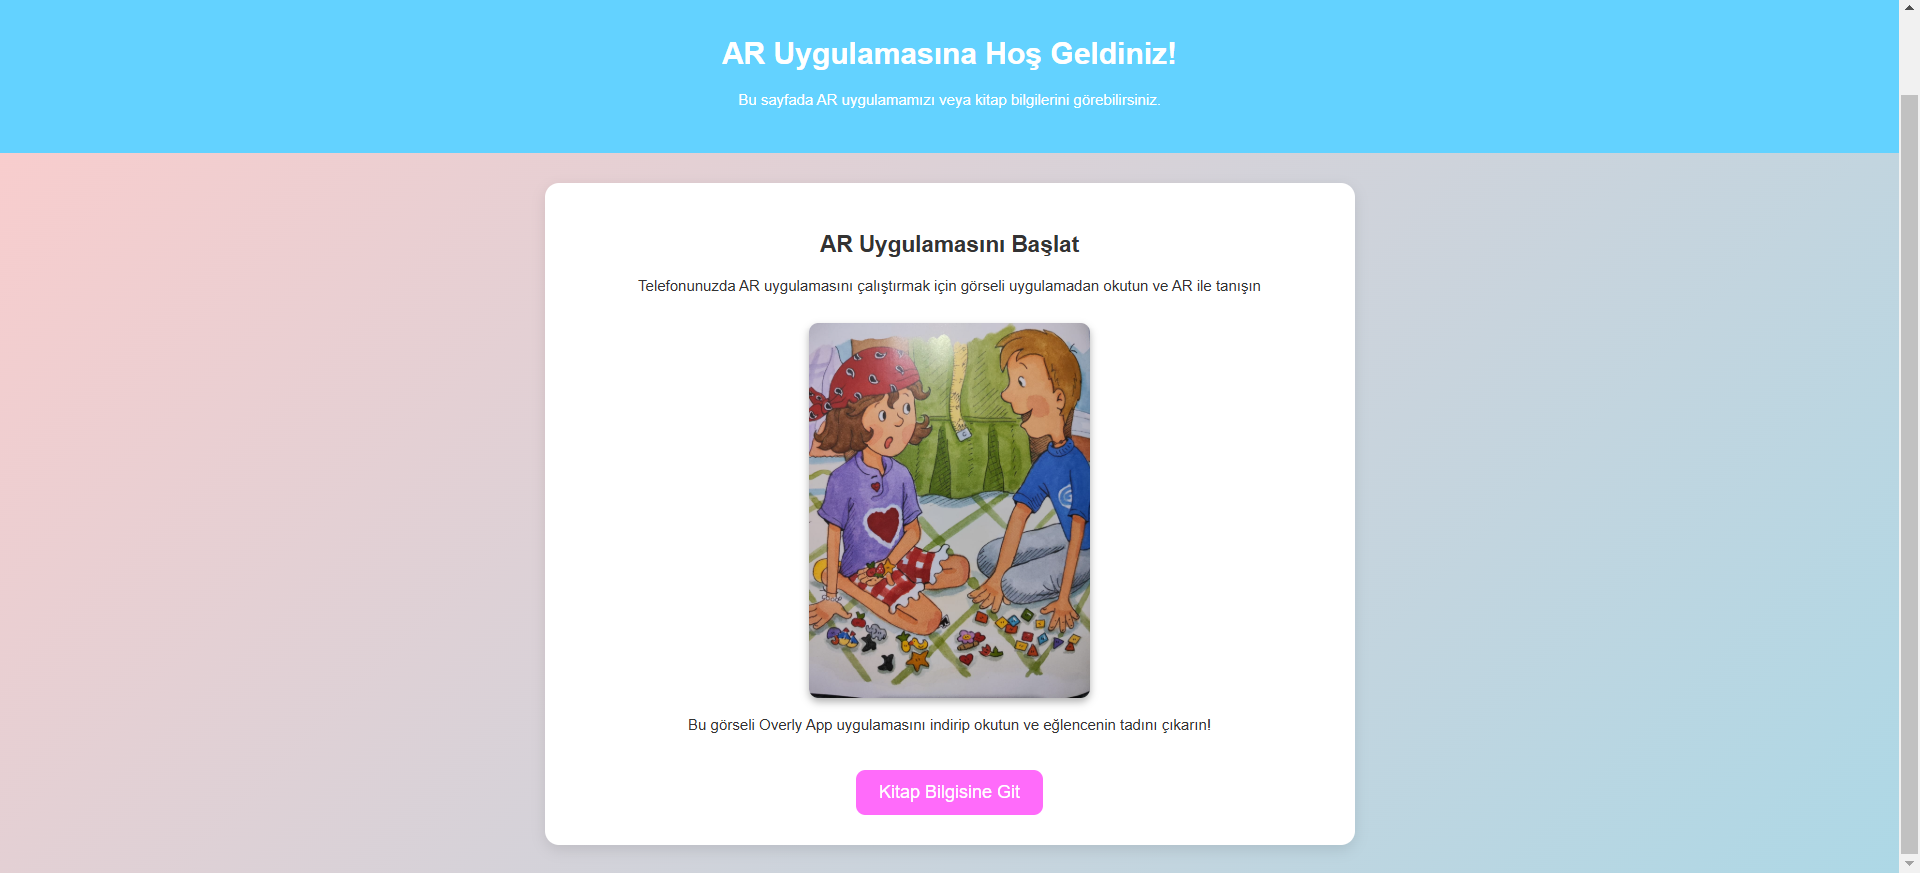 AR Uygulamasına Hoş Geldiniz!
Bu sayfada AR uygulamamızı veya kitap bilgilerini görebilirsiniz.
AR Uygulamasını Başlat
Telefonunuzda AR uygulamasını çalıştırmak için görseli uygulamadan okutun ve AR ile tanışın
Bu görseli Overly App uygulamasını indirip okutun ve eğlencenin tadını çıkarın!
Kitap Bilgisine Git